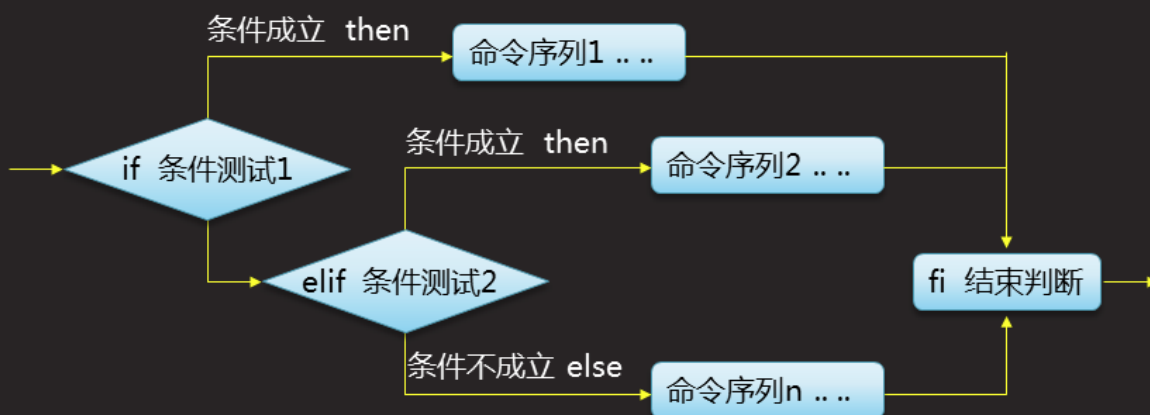 条件成立 then
命令序列1 .. ..
if 条件测试1
条件成立 then
命令序列2 .. ..
elif 条件测试2
fi 结束判断
条件不成立 else
命令序列n .. ..